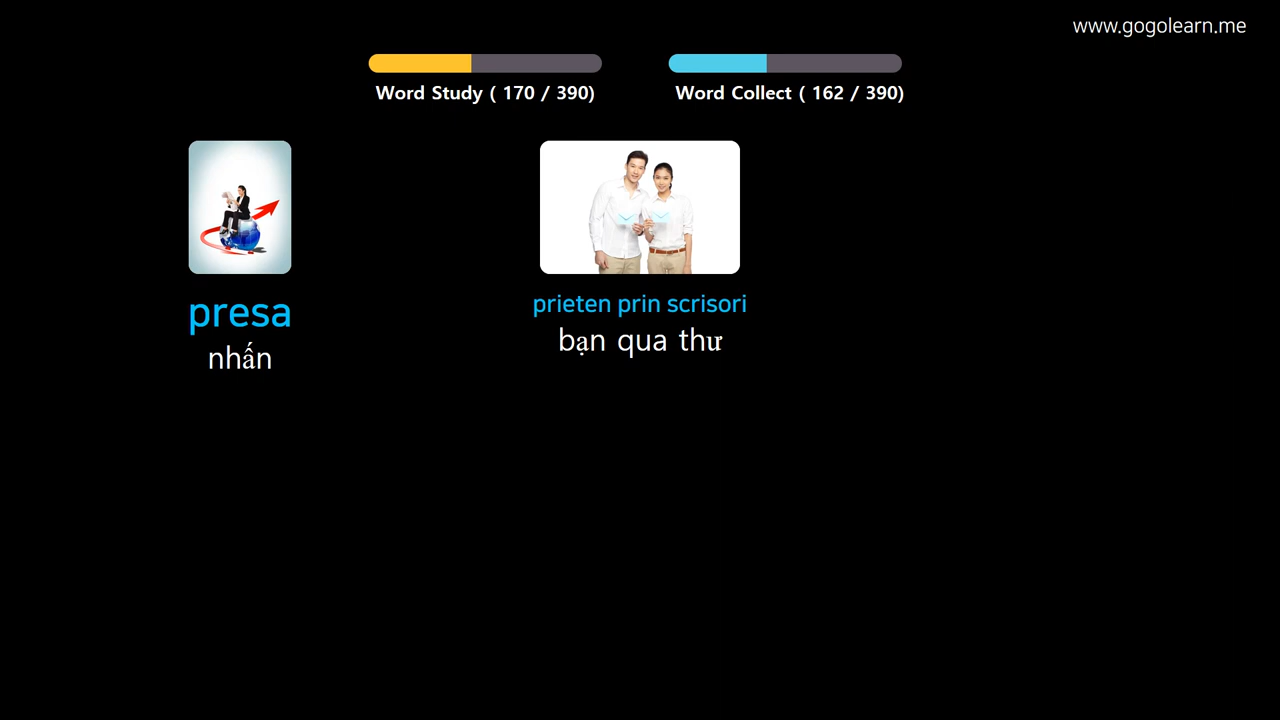 www.gogolearn.me
Word Study ( 170 / 390)
Word Collect ( 162 / 390)
presa
nhấn
prieten prin scrisori
bạn qua thư